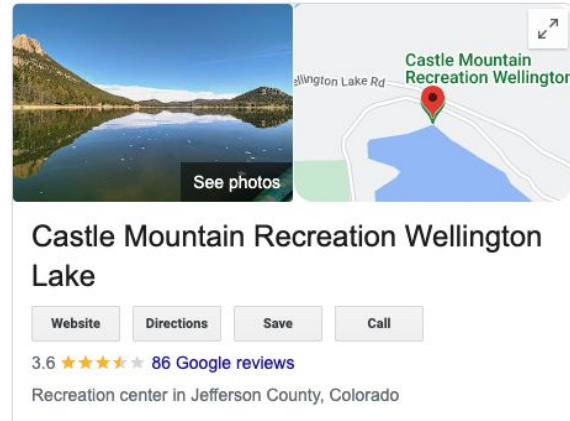 See photos
ellington Lake Rd
Castle Mountain
Recreation Wellington
Castle Mountain Recreation Wellington
Lake
Website
Directions
Save
Call
3.6
86 Google reviews
Recreation center in Jefferson County, Colorado